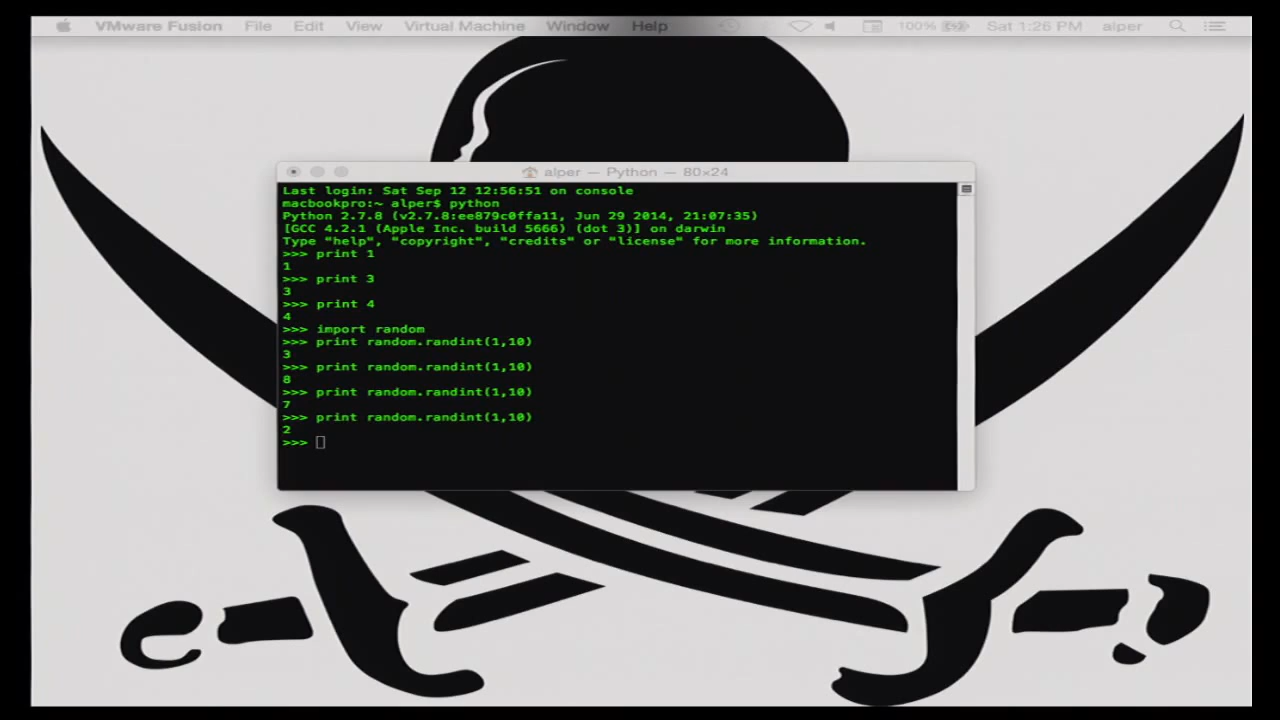 VMware Fusion File Edit View Virtual Machine Window Help 100% Sat 1:26 PM alper
alper — Python — 80×24
Last login: Sat Sep 12 12:56:51 on console
macbookpro:~ alper$ python
Python 2.7.8 (v2.7.8:ee879c0ffa11, Jun 29 2014, 21:07:35)
[GCC 4.2.1 (Apple Inc. build 5666) (dot 3)] on darwin
Type "help", "copyright", "credits" or "license" for more information.
>>> print 1
1
>>> print 3
3
>>> print 4
4
>>> import random
>>> print random.randint(1,10)
3
>>> print random.randint(1,10)
8
>>> print random.randint(1,10)
7
>>> print random.randint(1,10)
2
>>>